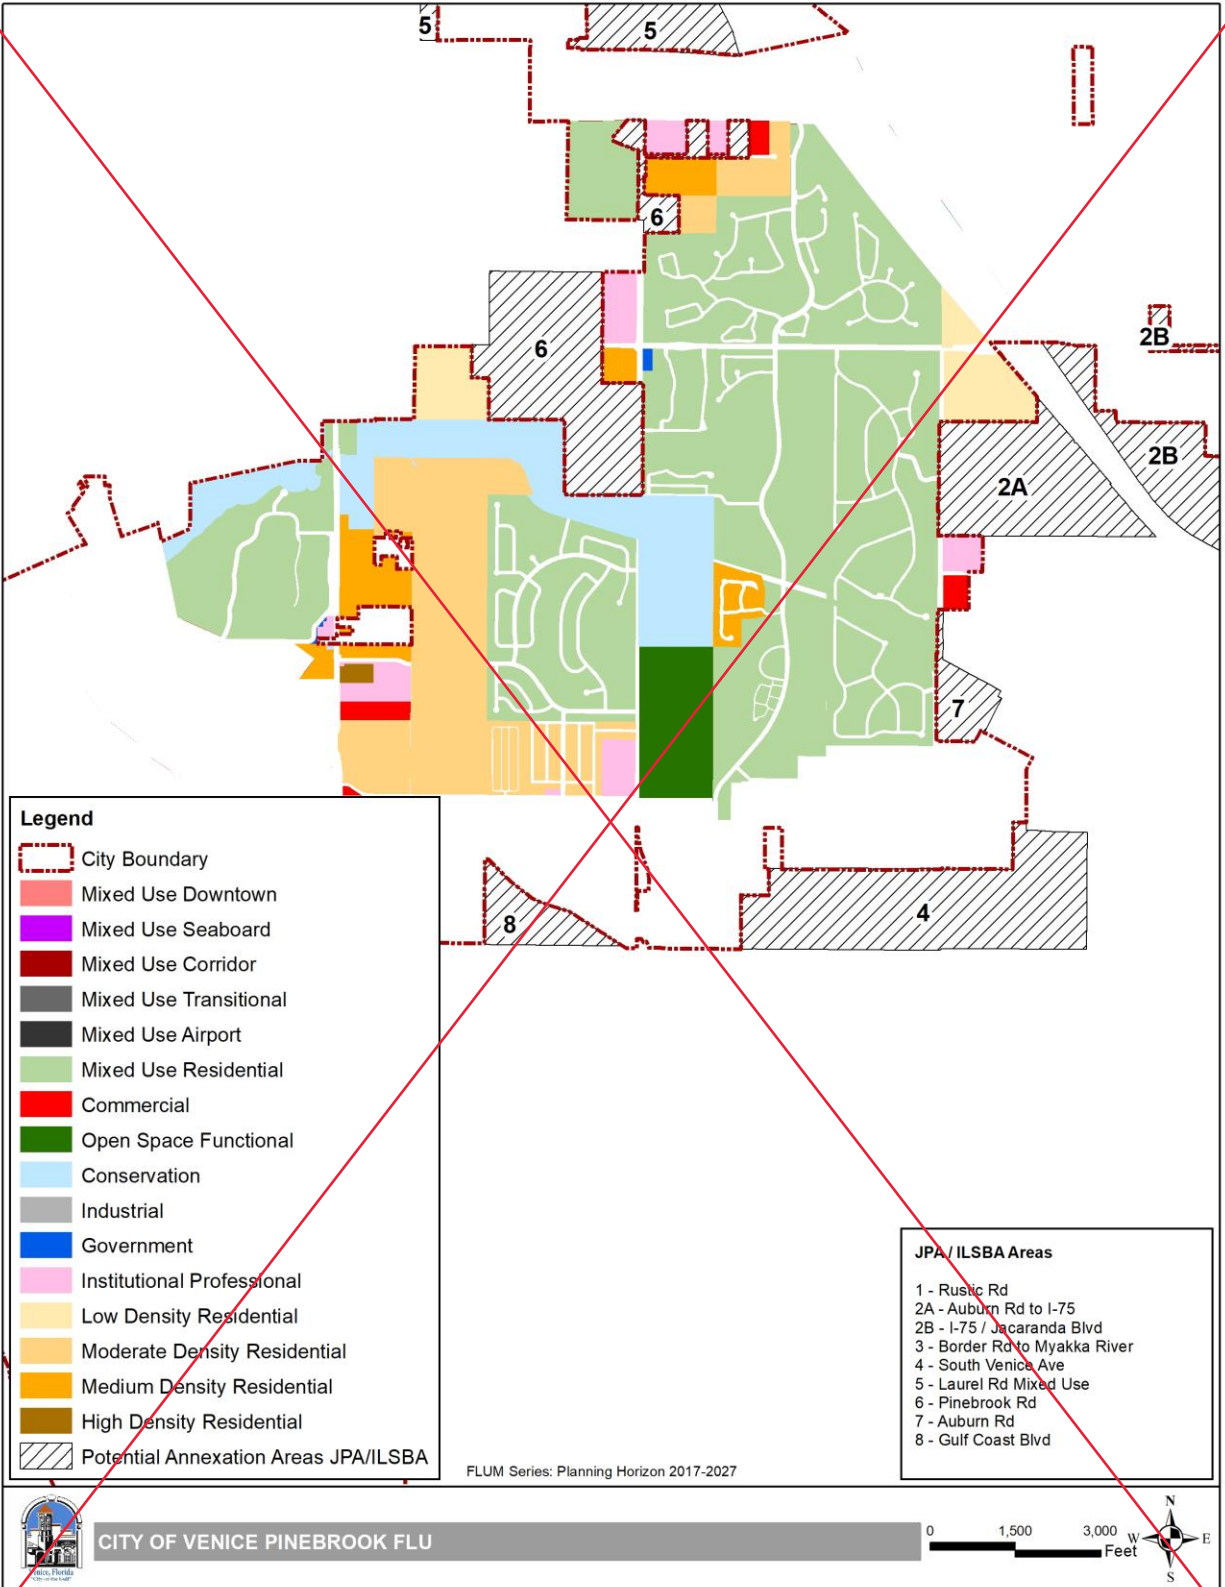 5
5
6
6
2B
2B
2A
7
8
4
Legend
City Boundary
Mixed Use Downtown
Mixed Use Seaboard
Mixed Use Corridor
Mixed Use Transitional
Mixed Use Airport
Mixed Use Residential
Commercial
Open Space Functional
Conservation
Industrial
Government
Institutional Professional
Low Density Residential
Moderate Density Residential
Medium Density Residential
High Density Residential
Potential Annexation Areas JPA/ILSBA
JPA / ILSBA Areas
1 - Rustic Rd
2A - Auburn Rd to I-75
2B - I-75 / Jacaranda Blvd
3 - Border Rd to Myakka River
4 - South Venice Ave
5 - Laurel Rd Mixed Use
6 - Pinebrook Rd
7 - Auburn Rd
8 - Gulf Coast Blvd
FLUM Series: Planning Horizon 2017-2027
Venice, Florida
"City on the Gulf"
CITY OF VENICE PINEBROOK FLU
0 1,500 3,000
Feet
N
W E
S